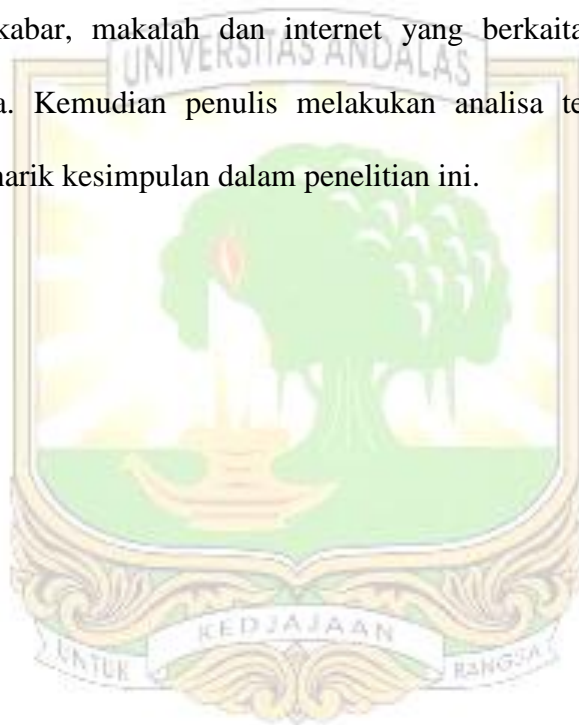 kabar, makalah dan internet yang berkaita
a. Kemudian penulis melakukan analisa te
narik kesimpulan dalam penelitian ini.
UNIVERSITAS ANDALAS
KEDJAJAAN
UNTUK BANGSA